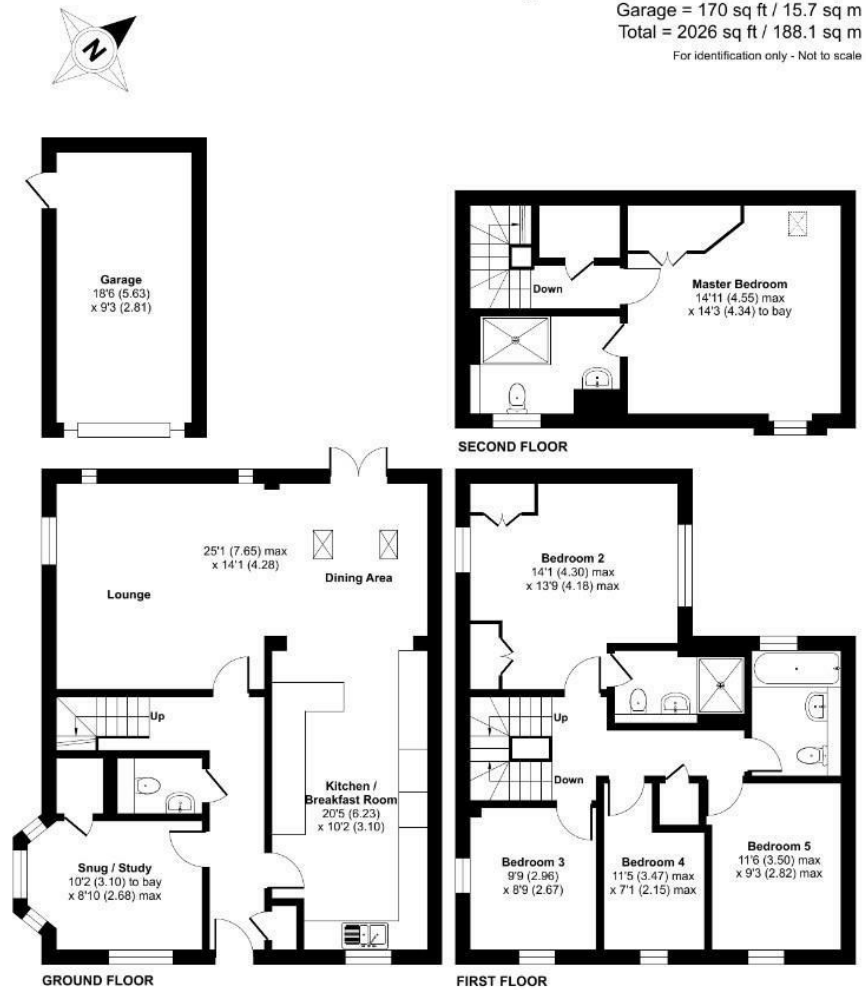 Garage = 170 sq ft / 15.7 sq m
Total = 2026 sq ft / 188.1 sq m
For identification only - Not to scale
N
Garage
18'6 (5.63)
x 9'3 (2.81)
Down
Master Bedroom
14'11 (4.55) max
x 14'3 (4.34) to bay
SECOND FLOOR
25'1 (7.65) max
x 14'1 (4.28)
Dining Area
Lounge
Up
Kitchen /
Breakfast Room
20'5 (6.23)
x 10'2 (3.10)
Snug / Study
10'2 (3.10) to bay
x 8'10 (2.68) max
GROUND FLOOR
Bedroom 2
14'1 (4.30) max
x 13'9 (4.18) max
Up
Down
Bedroom 3
9'9 (2.96)
x 8'9 (2.67)
Bedroom 4
11'5 (3.47) max
x 7'1 (2.15) max
Bedroom 5
11'6 (3.50) max
x 9'3 (2.82) max
FIRST FLOOR